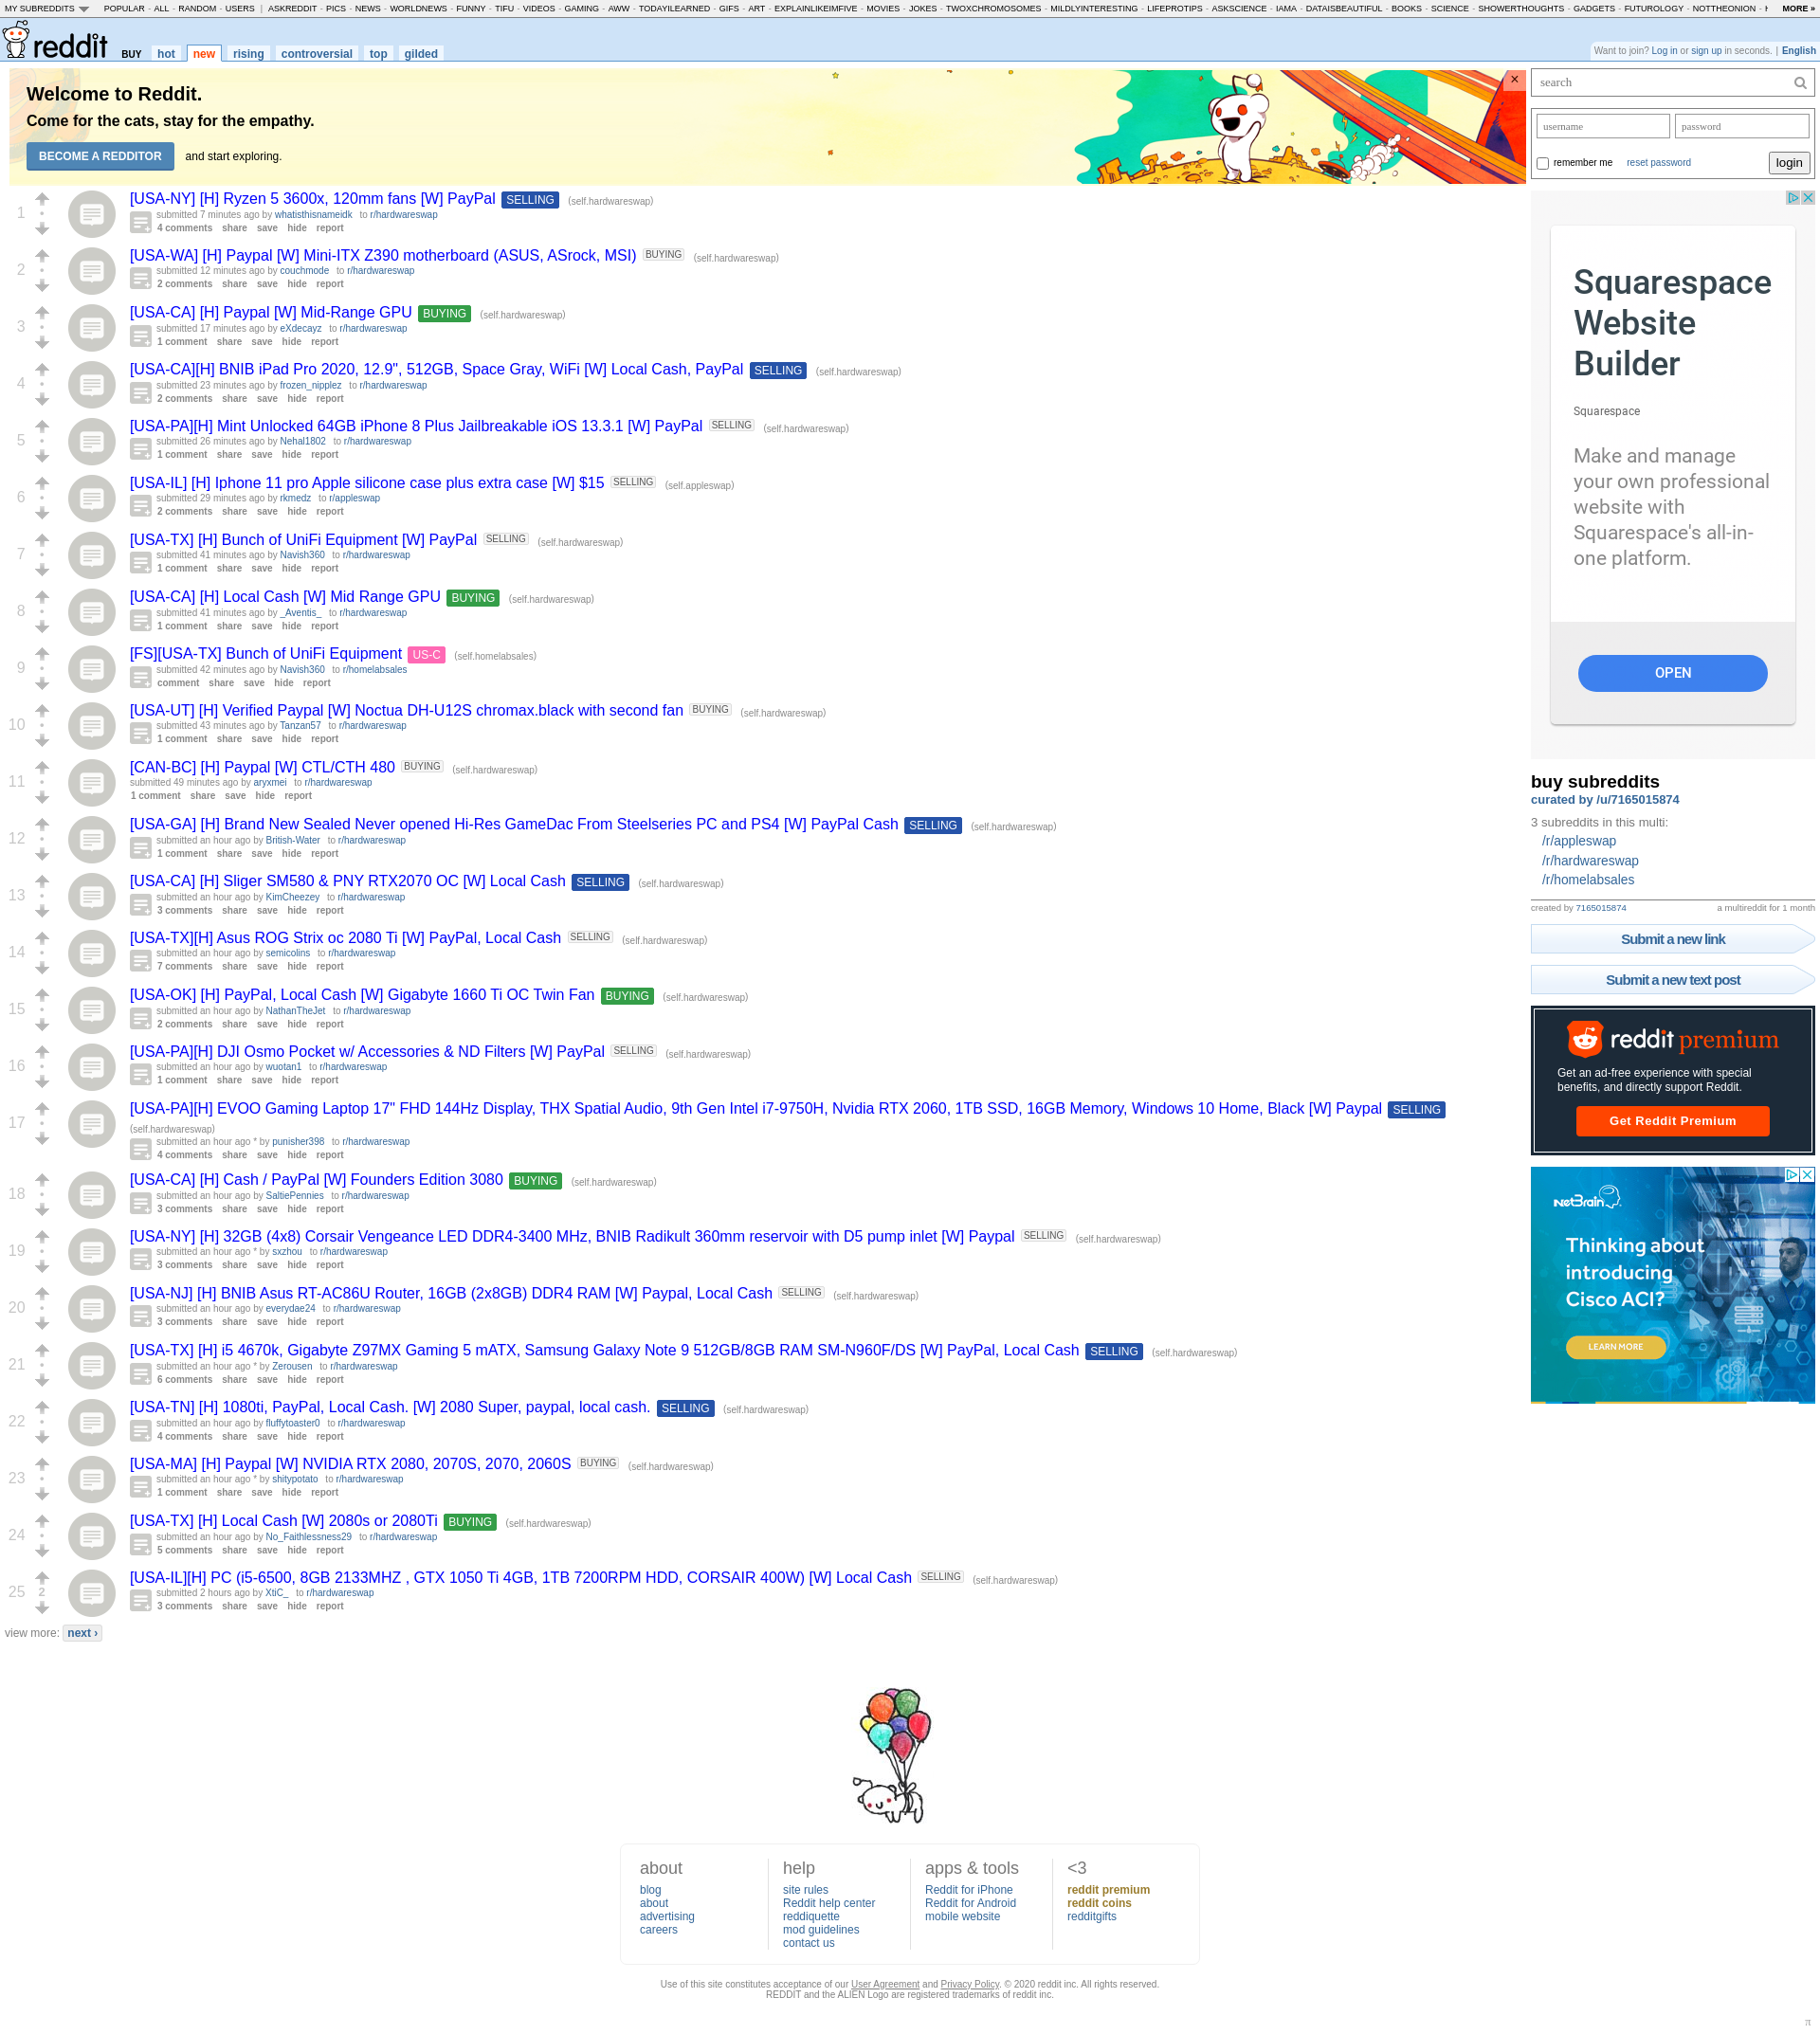 MY SUBREDDITS POPULAR - ALL - RANDOM - USERS | ASKREDDIT - PICS - NEWS - WORLDNEWS - FUNNY - TIFU - VIDEOS - GAMING - AWW - TODAYILEARNED - GIFS - ART - EXPLAINLIKEIMFIVE - MOVIES - JOKES - TWOXCHROMOSOMES - MILDLYINTERESTING - LIFEPROTIPS - ASKSCIENCE - IAMA - DATAISBEAUTIFUL - BOOKS - SCIENCE - SHOWERTHOUGHTS - GADGETS - FUTUROLOGY - NOTTHEONION - MORE »
reddit BUY hot new rising controversial top gilded
Want to join? Log in or sign up in seconds. | English
Welcome to Reddit.
Come for the cats, stay for the empathy.
BECOME A REDDITOR and start exploring.
×
1
[USA-NY] [H] Ryzen 5 3600x, 120mm fans [W] PayPal SELLING (self.hardwareswap)
submitted 7 minutes ago by whatisthisnameidk to r/hardwareswap
4 comments share save hide report
2
[USA-WA] [H] Paypal [W] Mini-ITX Z390 motherboard (ASUS, ASrock, MSI) BUYING (self.hardwareswap)
submitted 12 minutes ago by couchmode to r/hardwareswap
2 comments share save hide report
3
[USA-CA] [H] Paypal [W] Mid-Range GPU BUYING (self.hardwareswap)
submitted 17 minutes ago by eXdecayz to r/hardwareswap
1 comment share save hide report
4
[USA-CA][H] BNIB iPad Pro 2020, 12.9", 512GB, Space Gray, WiFi [W] Local Cash, PayPal SELLING (self.hardwareswap)
submitted 23 minutes ago by frozen_nipplez to r/hardwareswap
2 comments share save hide report
5
[USA-PA][H] Mint Unlocked 64GB iPhone 8 Plus Jailbreakable iOS 13.3.1 [W] PayPal SELLING (self.hardwareswap)
submitted 26 minutes ago by Nehal1802 to r/hardwareswap
1 comment share save hide report
6
[USA-IL] [H] Iphone 11 pro Apple silicone case plus extra case [W] $15 SELLING (self.appleswap)
submitted 29 minutes ago by rkmedz to r/appleswap
2 comments share save hide report
7
[USA-TX] [H] Bunch of UniFi Equipment [W] PayPal SELLING (self.hardwareswap)
submitted 41 minutes ago by Navish360 to r/hardwareswap
1 comment share save hide report
8
[USA-CA] [H] Local Cash [W] Mid Range GPU BUYING (self.hardwareswap)
submitted 41 minutes ago by _Aventis_ to r/hardwareswap
1 comment share save hide report
9
[FS][USA-TX] Bunch of UniFi Equipment US-C (self.homelabsales)
submitted 42 minutes ago by Navish360 to r/homelabsales
comment share save hide report
10
[USA-UT] [H] Verified Paypal [W] Noctua DH-U12S chromax.black with second fan BUYING (self.hardwareswap)
submitted 43 minutes ago by Tanzan57 to r/hardwareswap
1 comment share save hide report
11
[CAN-BC] [H] Paypal [W] CTL/CTH 480 BUYING (self.hardwareswap)
submitted 49 minutes ago by aryxmei to r/hardwareswap
1 comment share save hide report
12
[USA-GA] [H] Brand New Sealed Never opened Hi-Res GameDac From Steelseries PC and PS4 [W] PayPal Cash SELLING (self.hardwareswap)
submitted an hour ago by British-Water to r/hardwareswap
1 comment share save hide report
13
[USA-CA] [H] Sliger SM580 & PNY RTX2070 OC [W] Local Cash SELLING (self.hardwareswap)
submitted an hour ago by KimCheezey to r/hardwareswap
3 comments share save hide report
14
[USA-TX][H] Asus ROG Strix oc 2080 Ti [W] PayPal, Local Cash SELLING (self.hardwareswap)
submitted an hour ago by semicolins to r/hardwareswap
7 comments share save hide report
15
[USA-OK] [H] PayPal, Local Cash [W] Gigabyte 1660 Ti OC Twin Fan BUYING (self.hardwareswap)
submitted an hour ago by NathanTheJet to r/hardwareswap
2 comments share save hide report
16
[USA-PA][H] DJI Osmo Pocket w/ Accessories & ND Filters [W] PayPal SELLING (self.hardwareswap)
submitted an hour ago by wuotan1 to r/hardwareswap
1 comment share save hide report
17
[USA-PA][H] EVOO Gaming Laptop 17" FHD 144Hz Display, THX Spatial Audio, 9th Gen Intel i7-9750H, Nvidia RTX 2060, 1TB SSD, 16GB Memory, Windows 10 Home, Black [W] Paypal SELLING
(self.hardwareswap)
submitted an hour ago * by punisher398 to r/hardwareswap
4 comments share save hide report
18
[USA-CA] [H] Cash / PayPal [W] Founders Edition 3080 BUYING (self.hardwareswap)
submitted an hour ago by SaltiePennies to r/hardwareswap
3 comments share save hide report
19
[USA-NY] [H] 32GB (4x8) Corsair Vengeance LED DDR4-3400 MHz, BNIB Radikult 360mm reservoir with D5 pump inlet [W] Paypal SELLING (self.hardwareswap)
submitted an hour ago * by sxzhou to r/hardwareswap
3 comments share save hide report
20
[USA-NJ] [H] BNIB Asus RT-AC86U Router, 16GB (2x8GB) DDR4 RAM [W] Paypal, Local Cash SELLING (self.hardwareswap)
submitted an hour ago by everydae24 to r/hardwareswap
3 comments share save hide report
21
[USA-TX] [H] i5 4670k, Gigabyte Z97MX Gaming 5 mATX, Samsung Galaxy Note 9 512GB/8GB RAM SM-N960F/DS [W] PayPal, Local Cash SELLING (self.hardwareswap)
submitted an hour ago * by Zerousen to r/hardwareswap
6 comments share save hide report
22
[USA-TN] [H] 1080ti, PayPal, Local Cash. [W] 2080 Super, paypal, local cash. SELLING (self.hardwareswap)
submitted an hour ago by fluffytoaster0 to r/hardwareswap
4 comments share save hide report
23
[USA-MA] [H] Paypal [W] NVIDIA RTX 2080, 2070S, 2070, 2060S BUYING (self.hardwareswap)
submitted an hour ago * by shitypotato to r/hardwareswap
1 comment share save hide report
24
[USA-TX] [H] Local Cash [W] 2080s or 2080Ti BUYING (self.hardwareswap)
submitted an hour ago by No_Faithlessness29 to r/hardwareswap
5 comments share save hide report
25 2
[USA-IL][H] PC (i5-6500, 8GB 2133MHZ , GTX 1050 Ti 4GB, 1TB 7200RPM HDD, CORSAIR 400W) [W] Local Cash SELLING (self.hardwareswap)
submitted 2 hours ago by XtiC_ to r/hardwareswap
3 comments share save hide report
view more: next ›
search
username password
remember me reset password login
Squarespace
Website
Builder
Squarespace
Make and manage
your own professional
website with
Squarespace's all-in-
one platform.
OPEN
buy subreddits
curated by /u/7165015874
3 subreddits in this multi:
/r/appleswap
/r/hardwareswap
/r/homelabsales
created by 7165015874 a multireddit for 1 month
Submit a new link
Submit a new text post
reddit premium
Get an ad-free experience with special
benefits, and directly support Reddit.
Get Reddit Premium
netBrain
Thinking about
introducing
Cisco ACI?
LEARN MORE
about
blog
about
advertising
careers
help
site rules
Reddit help center
reddiquette
mod guidelines
contact us
apps & tools
Reddit for iPhone
Reddit for Android
mobile website
<3
reddit premium
reddit coins
redditgifts
Use of this site constitutes acceptance of our User Agreement and Privacy Policy. © 2020 reddit inc. All rights reserved.
REDDIT and the ALIEN Logo are registered trademarks of reddit inc.
π